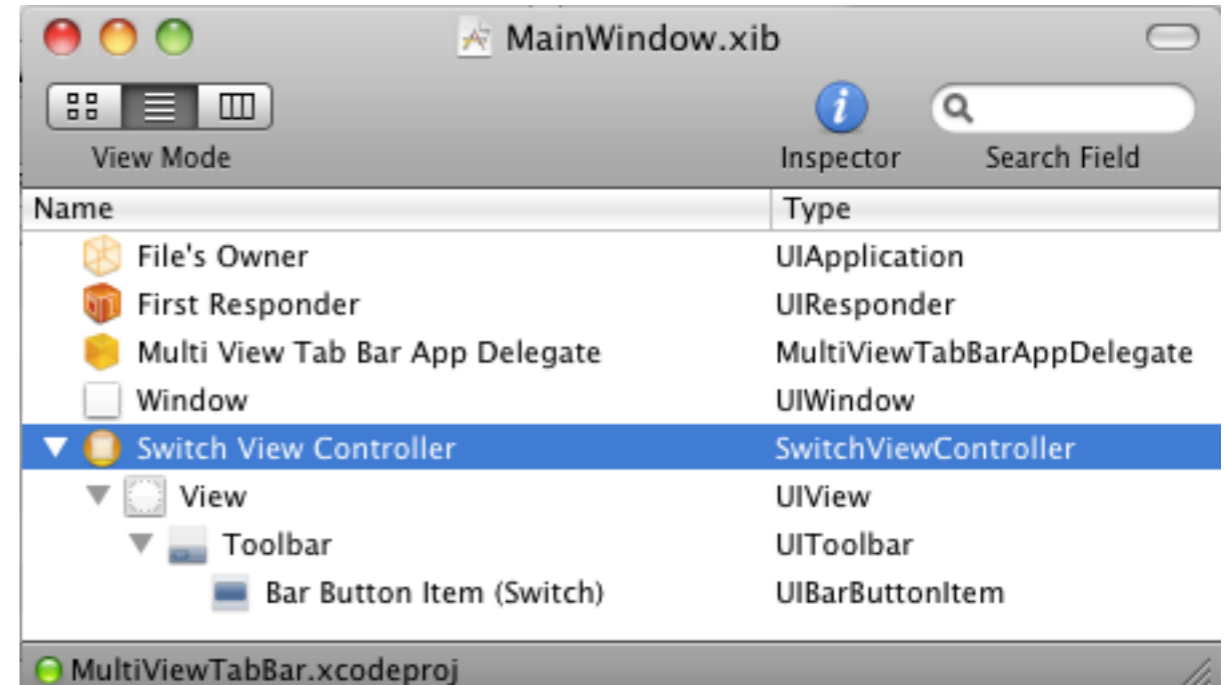 MainWindow.xib
View Mode
Inspector
Search Field
Name Type
File's Owner UIApplication
First Responder UIResponder
Multi View Tab Bar App Delegate MultiViewTabBarAppDelegate
Window UIWindow
Switch View Controller SwitchViewController
View UIView
Toolbar UIToolbar
Bar Button Item (Switch) UIBarButtonItem
MultiViewTabBar.xcodeproj